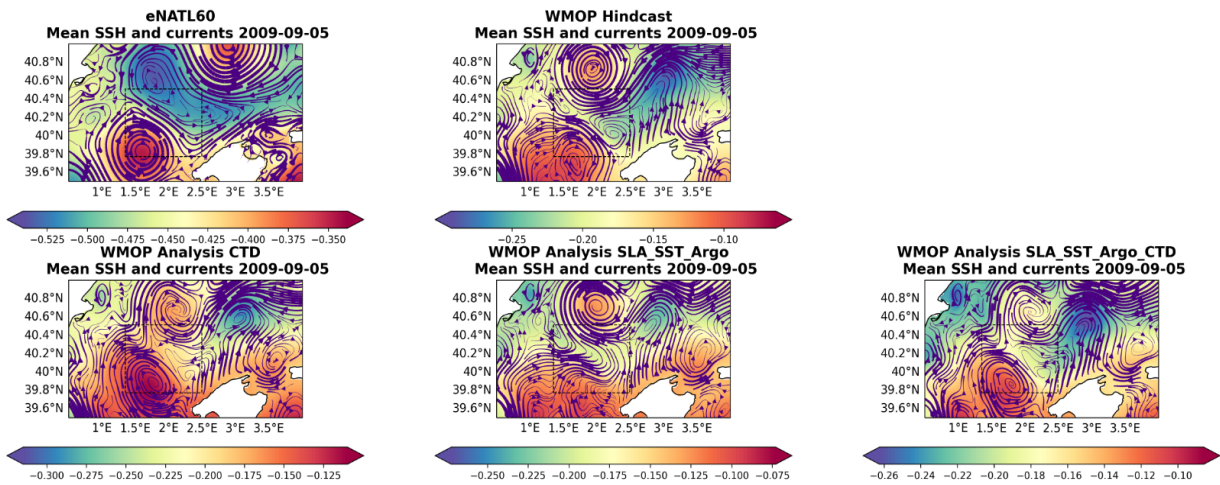 eNATL60
Mean SSH and currents 2009-09-05
40.8°N
40.6°N
40.4°N
40.2°N
40°N
39.8°N
39.6°N
1°E 1.5°E 2°E 2.5°E 3°E 3.5°E
−0.525 −0.500 −0.475 −0.450 −0.425 −0.400 −0.375 −0.350
WMOP Hindcast
Mean SSH and currents 2009-09-05
40.8°N
40.6°N
40.4°N
40.2°N
40°N
39.8°N
39.6°N
1°E 1.5°E 2°E 2.5°E 3°E 3.5°E
−0.25 −0.20 −0.15 −0.10
WMOP Analysis CTD
Mean SSH and currents 2009-09-05
40.8°N
40.6°N
40.4°N
40.2°N
40°N
39.8°N
39.6°N
1°E 1.5°E 2°E 2.5°E 3°E 3.5°E
−0.300 −0.275 −0.250 −0.225 −0.200 −0.175 −0.150 −0.125
WMOP Analysis SLA_SST_Argo
Mean SSH and currents 2009-09-05
40.8°N
40.6°N
40.4°N
40.2°N
40°N
39.8°N
39.6°N
1°E 1.5°E 2°E 2.5°E 3°E 3.5°E
−0.250 −0.225 −0.200 −0.175 −0.150 −0.125 −0.100 −0.075
WMOP Analysis SLA_SST_Argo_CTD
Mean SSH and currents 2009-09-05
40.8°N
40.6°N
40.4°N
40.2°N
40°N
39.8°N
39.6°N
1°E 1.5°E 2°E 2.5°E 3°E 3.5°E
−0.26 −0.24 −0.22 −0.20 −0.18 −0.16 −0.14 −0.12 −0.10